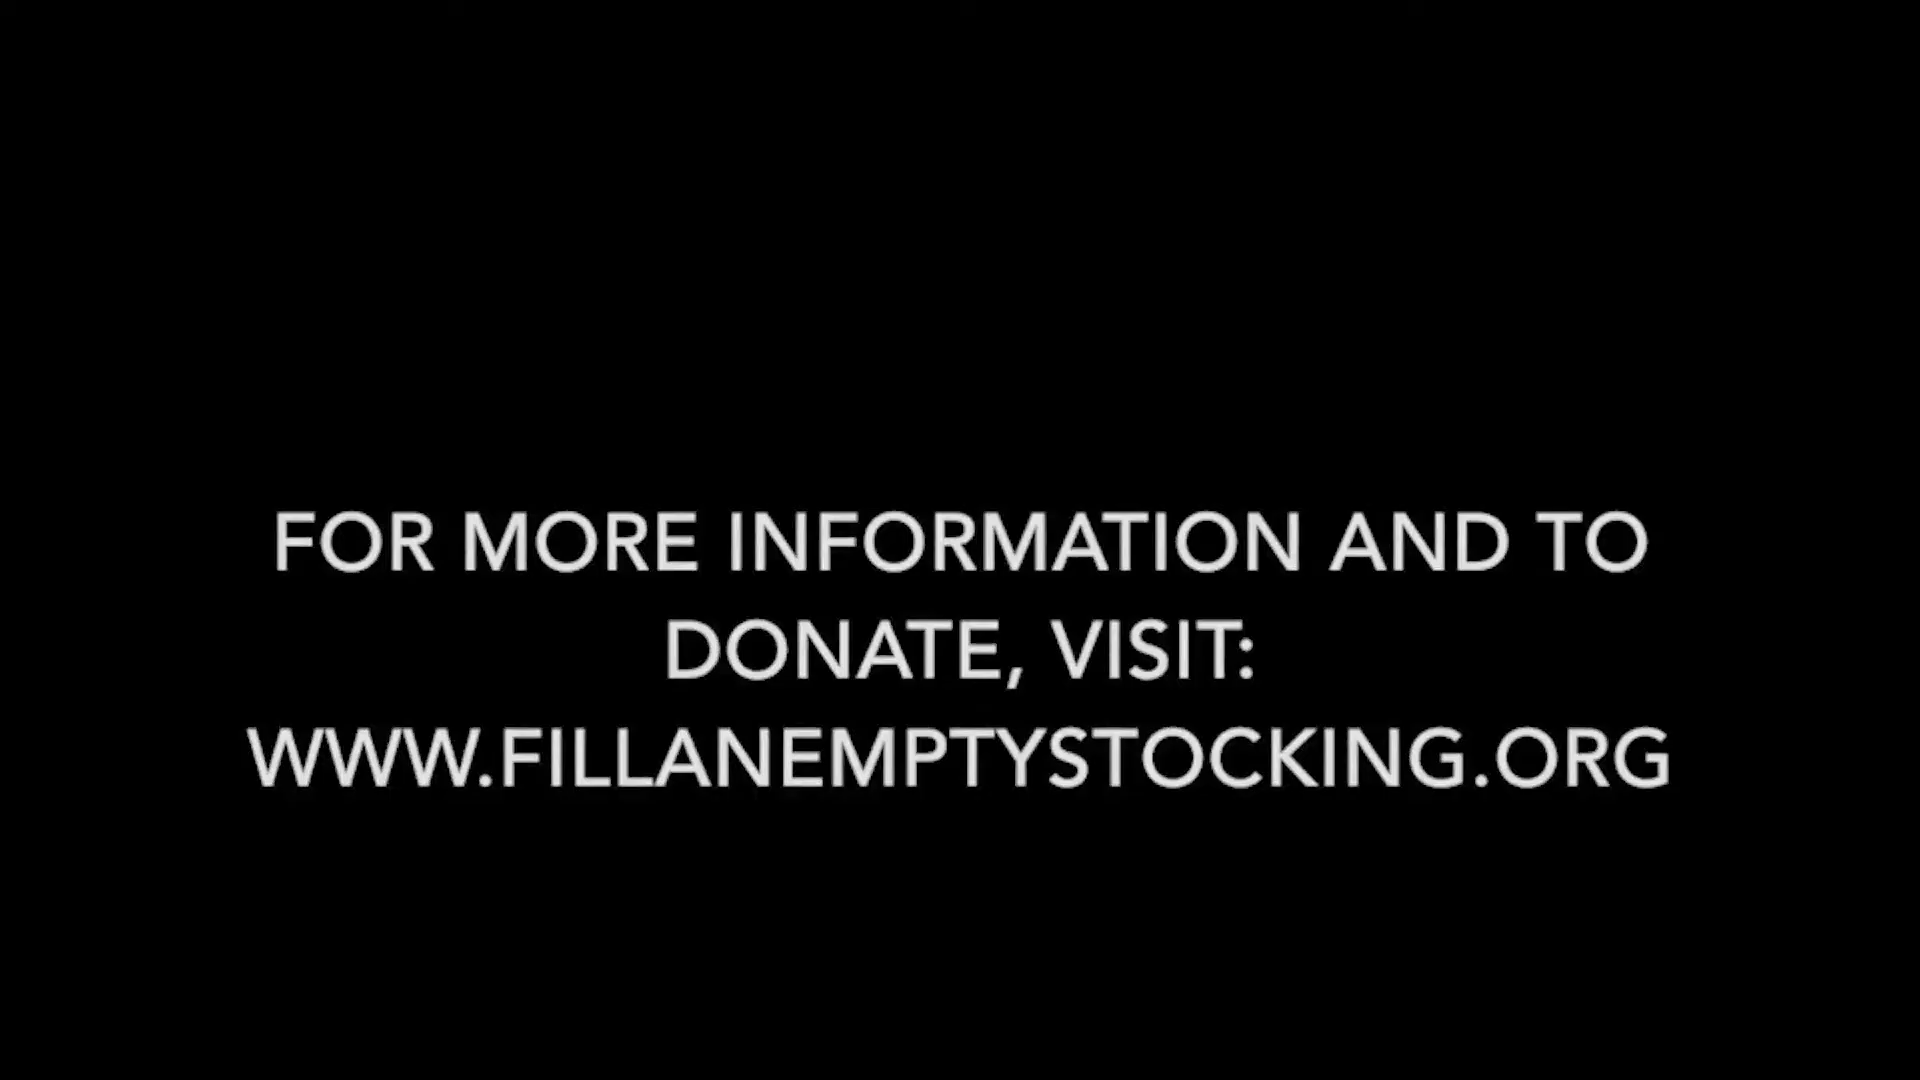 FOR MORE INFORMATION AND TO
DONATE, VISIT:
WWW.FILLANEMPTYSTOCKING.ORG